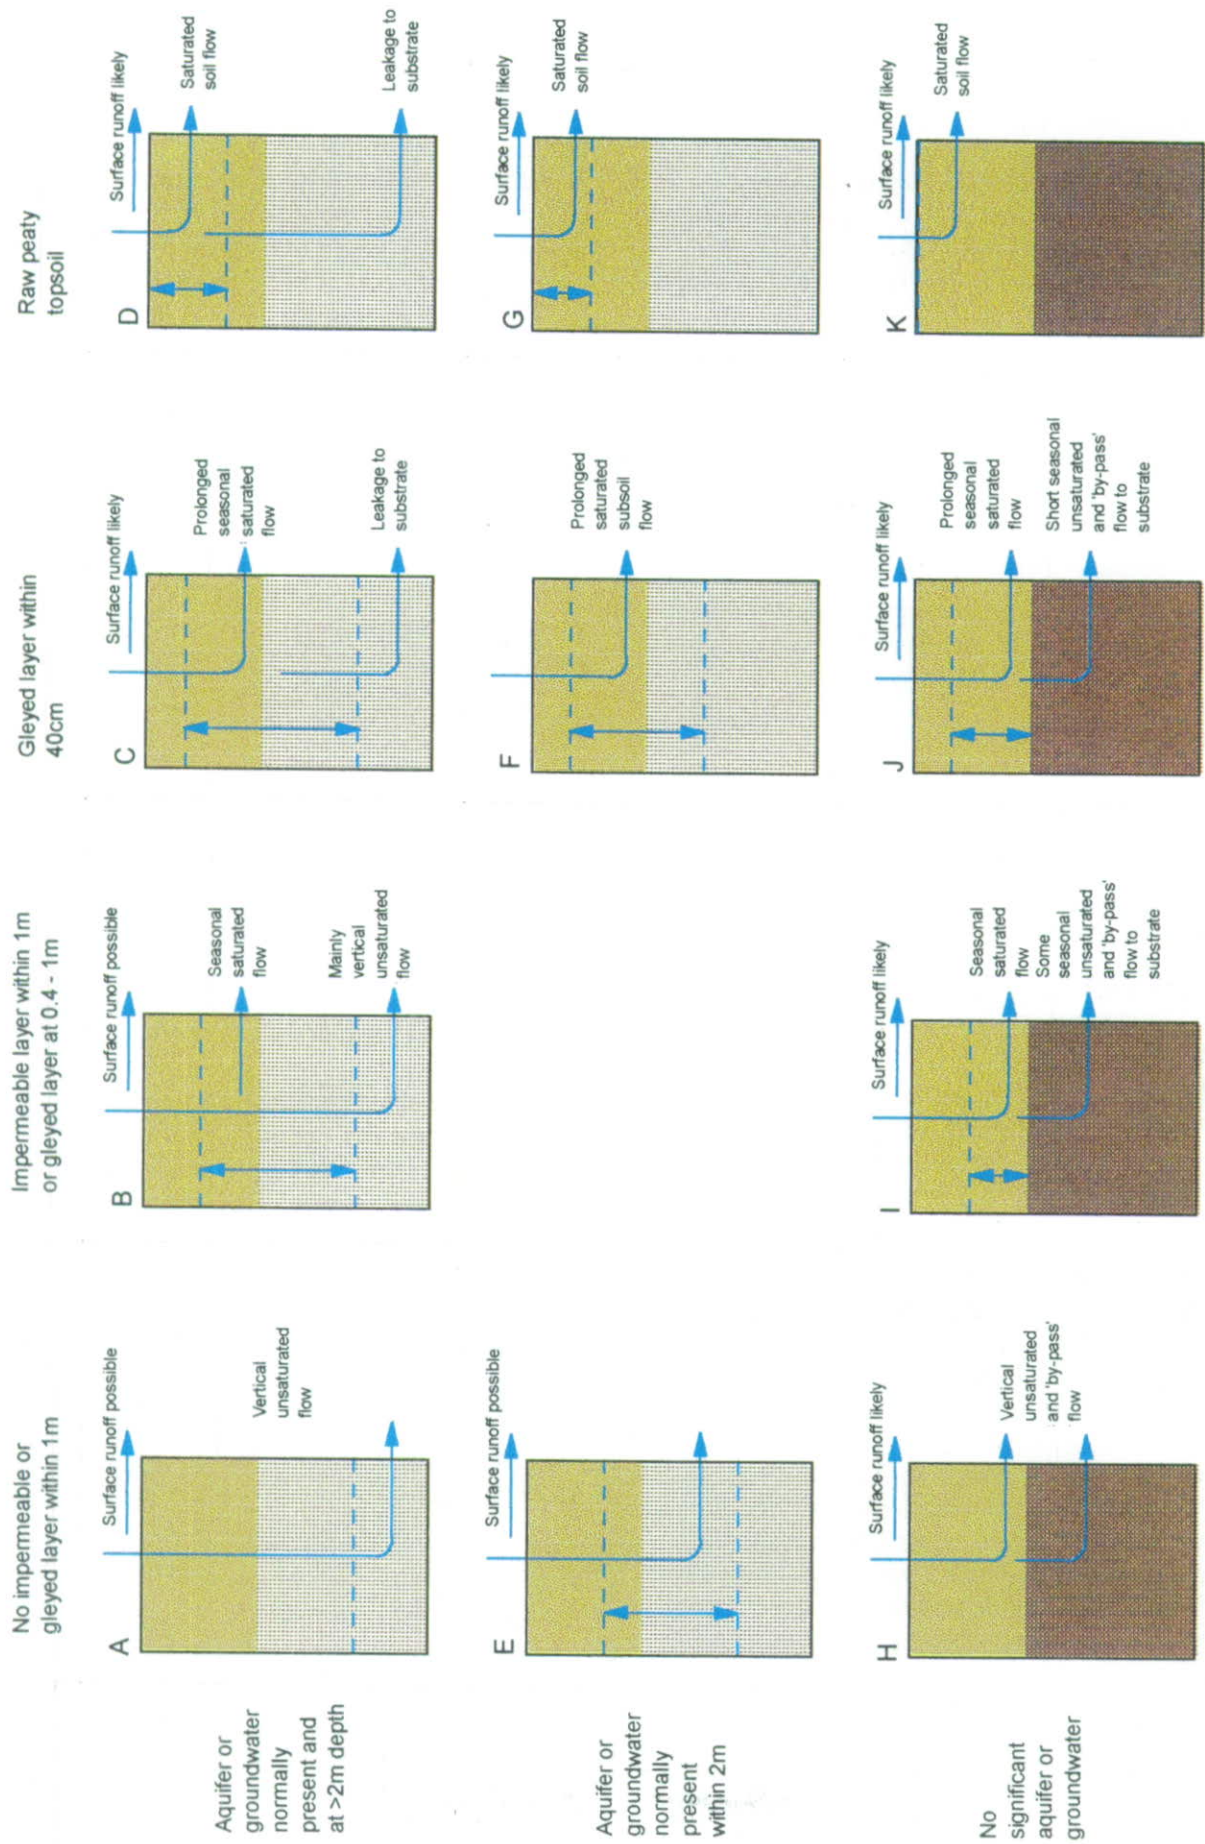 No impermeable or
gleyed layer within 1m
Impermeable layer within 1m
or gleyed layer at 0.4 - 1m
Gleyed layer within
40cm
Raw peaty
topsoil
Aquifer or
groundwater
normally
present and
at >2m depth
A
Surface runoff possible
Vertical
unsaturated
flow
B
Surface runoff possible
Seasonal
saturated
flow
Mainly
vertical
unsaturated
flow
C
Surface runoff likely
Prolonged
seasonal
saturated
flow
Leakage to
substrate
D
Surface runoff likely
Saturated
soil flow
Leakage to
substrate
Aquifer or
groundwater
normally
present
within 2m
E
Surface runoff possible
F
Prolonged
saturated
subsoil
flow
G
Surface runoff likely
Saturated
soil flow
No
significant
aquifer or
groundwater
H
Surface runoff likely
Vertical
unsaturated
and 'by-pass'
flow
I
Surface runoff likely
Seasonal
saturated
flow
Some
seasonal
unsaturated
and 'by-pass'
flow to
substrate
J
Surface runoff likely
Prolonged
seasonal
saturated
flow
Short seasonal
unsaturated
and 'by-pass'
flow to
substrate
K
Surface runoff likely
Saturated
soil flow